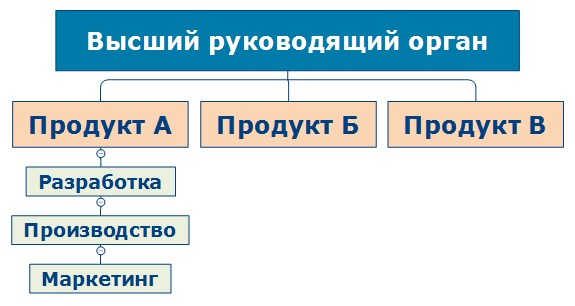 Высший руководящий орган
Продукт А
Продукт Б
Продукт В
Разработка
Производство
Маркетинг